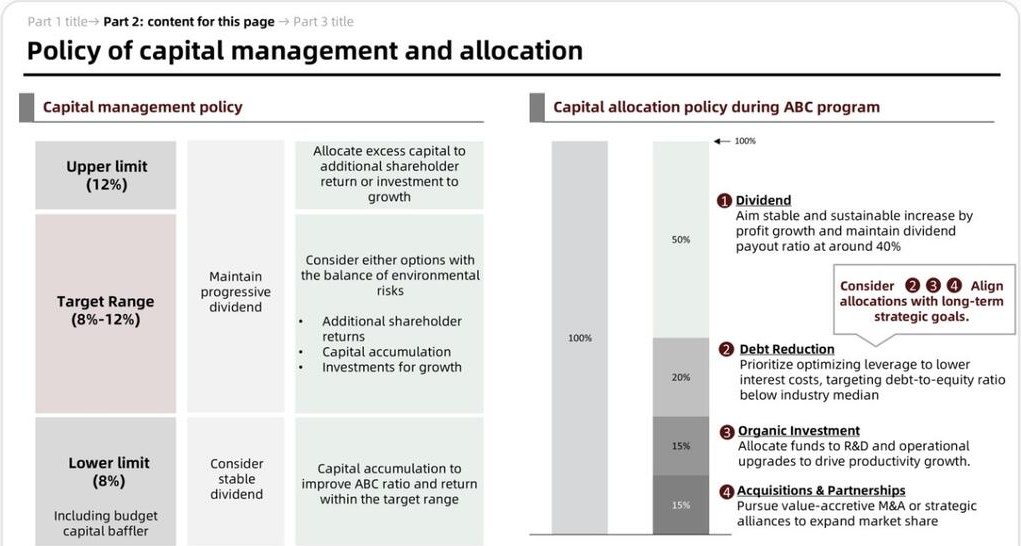 Part 1 title→ Part 2: content for this page → Part 3 title
Policy of capital management and allocation
Capital management policy
Upper limit
(12%)
Target Range
(8%-12%)
Lower limit
(8%)
Including budget
capital baffler
Maintain
progressive
dividend
Consider
stable
dividend
Allocate excess capital to
additional shareholder
return or investment to
growth
Consider either options with
the balance of environmental
risks
• Additional shareholder
returns
• Capital accumulation
• Investments for growth
Capital accumulation to
improve ABC ratio and return
within the target range
Capital allocation policy during ABC program
100%
100%
50%
20%
15%
15%
1 Dividend
Aim stable and sustainable increase by
profit growth and maintain dividend
payout ratio at around 40%
Consider 2 3 4 Align
allocations with long-term
strategic goals.
2 Debt Reduction
Prioritize optimizing leverage to lower
interest costs, targeting debt-to-equity ratio
below industry median
3 Organic Investment
Allocate funds to R&D and operational
upgrades to drive productivity growth.
4 Acquisitions & Partnerships
Pursue value-accretive M&A or strategic
alliances to expand market share